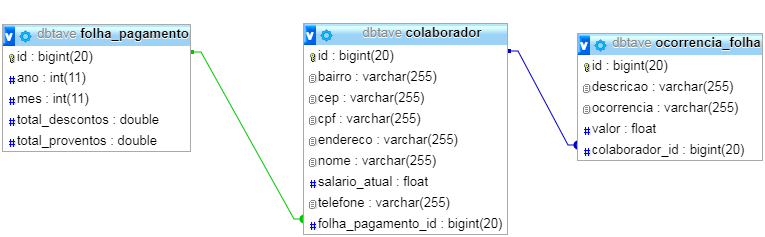 dbtave folha_pagamento
id : bigint(20)
ano : int(11)
mes : int(11)
total_descontos : double
total_proventos : double
dbtave colaborador
id : bigint(20)
bairro : varchar(255)
cep : varchar(255)
cpf : varchar(255)
endereco : varchar(255)
nome : varchar(255)
salario_atual : float
telefone : varchar(255)
folha_pagamento_id : bigint(20)
dbtave ocorrencia_folha
id : bigint(20)
descricao : varchar(255)
ocorrencia : varchar(255)
valor : float
colaborador_id : bigint(20)